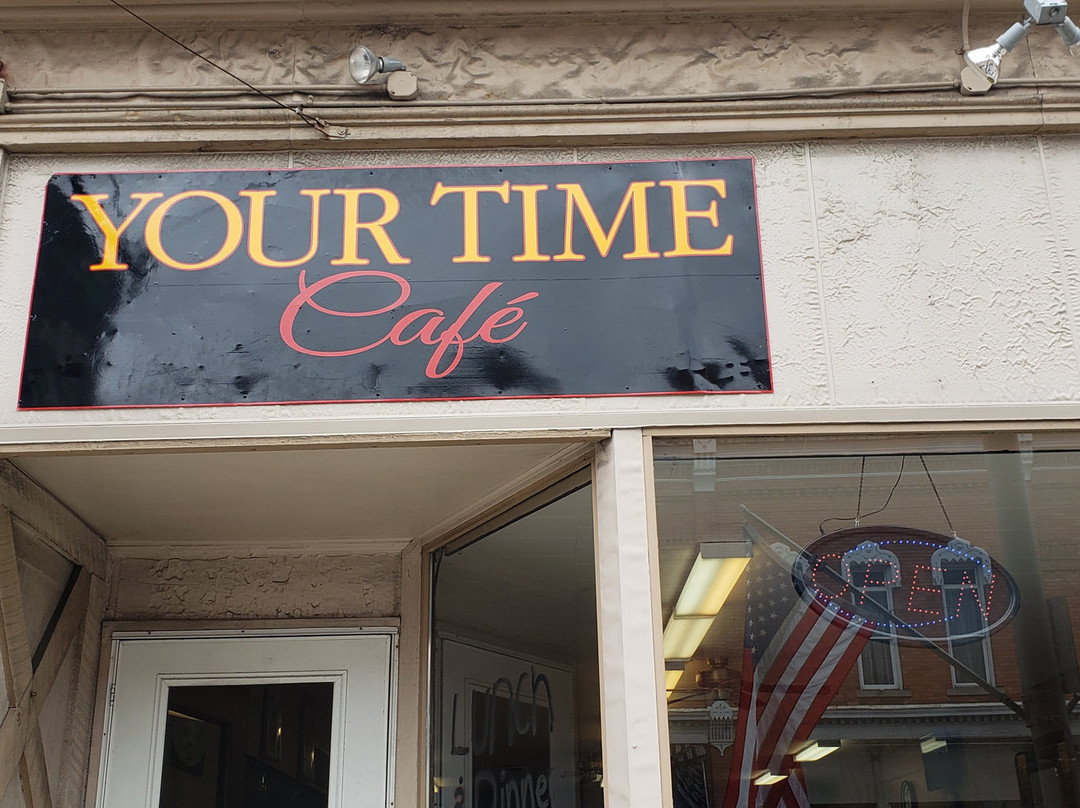 YOUR TIME
Café
OPEN
Lunch
Dinner